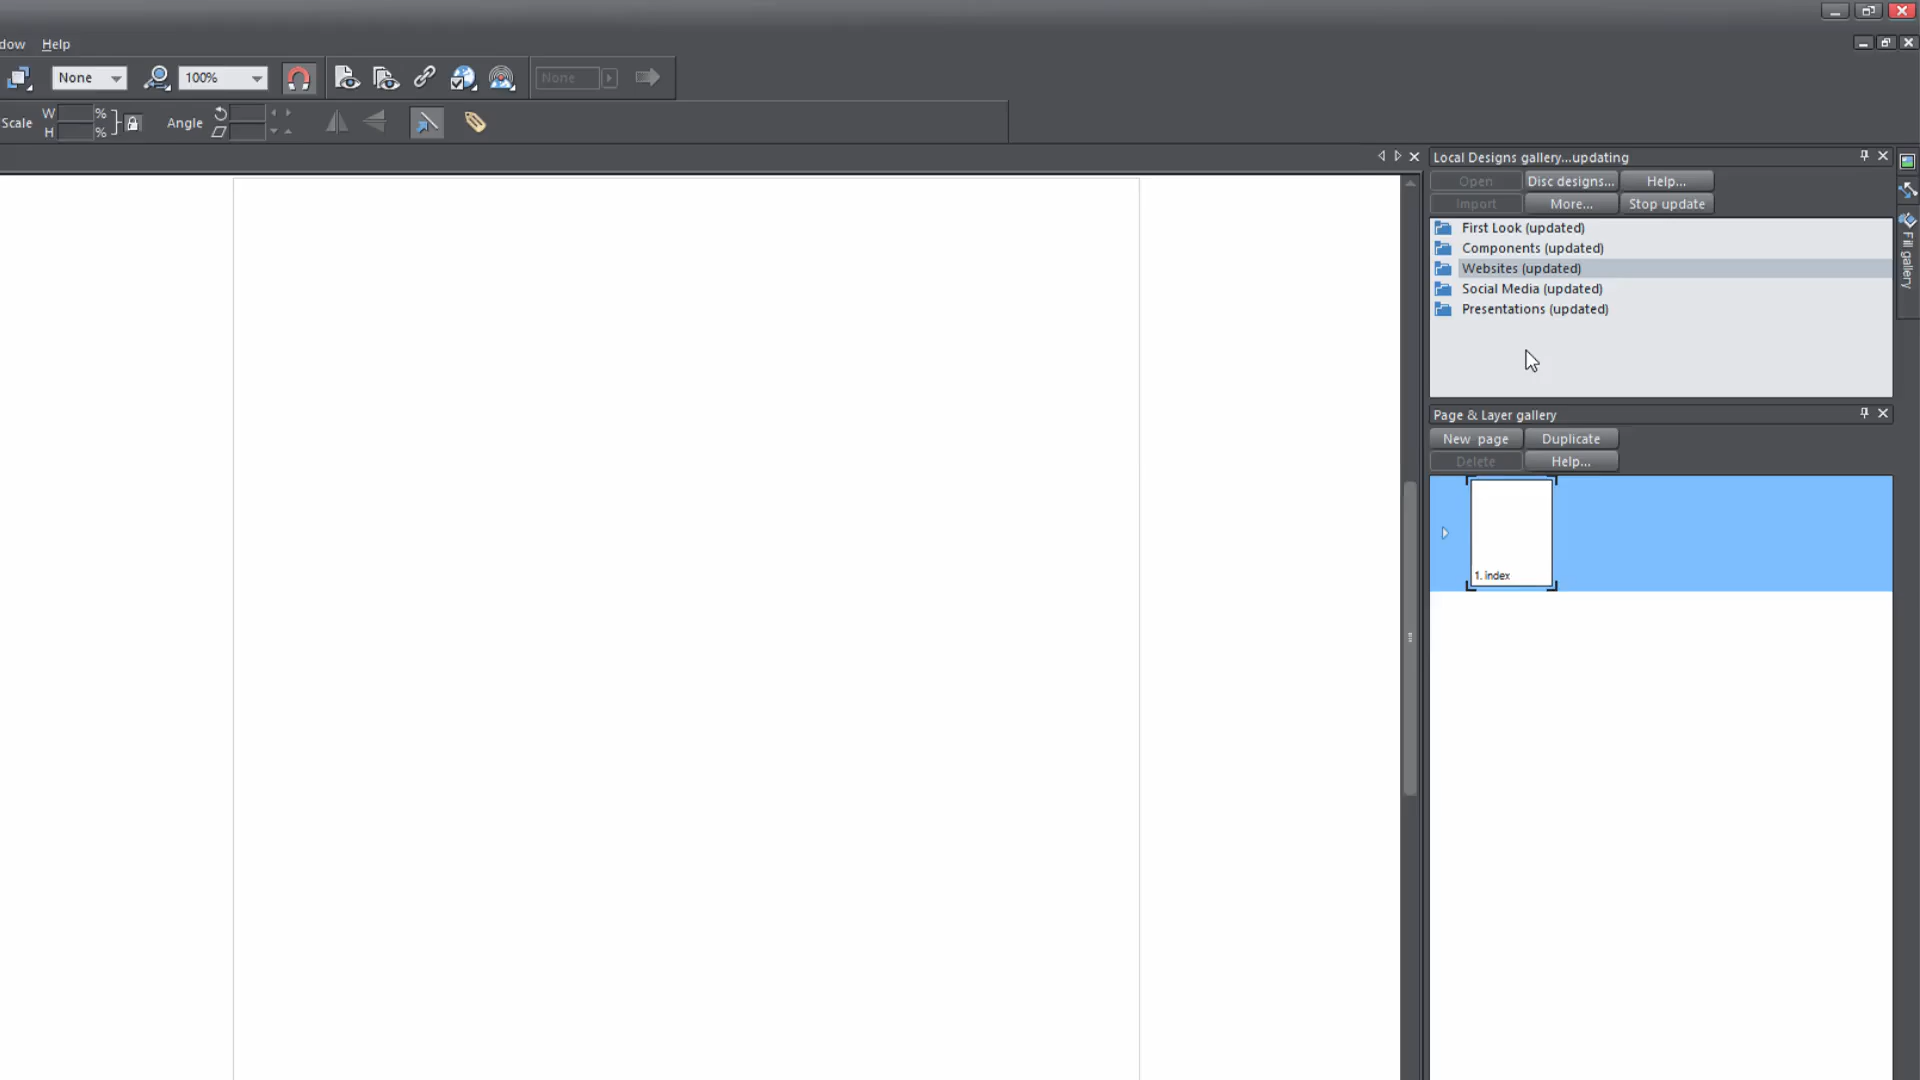 dow Help
None 100% None
Scale W % H % Angle
Local Designs gallery...updating
Open Disc designs... Help...
Import More... Stop update
First Look (updated)
Components (updated)
Websites (updated)
Social Media (updated)
Presentations (updated)
Fill gallery
Page & Layer gallery
New page Duplicate
Delete Help...
1. index